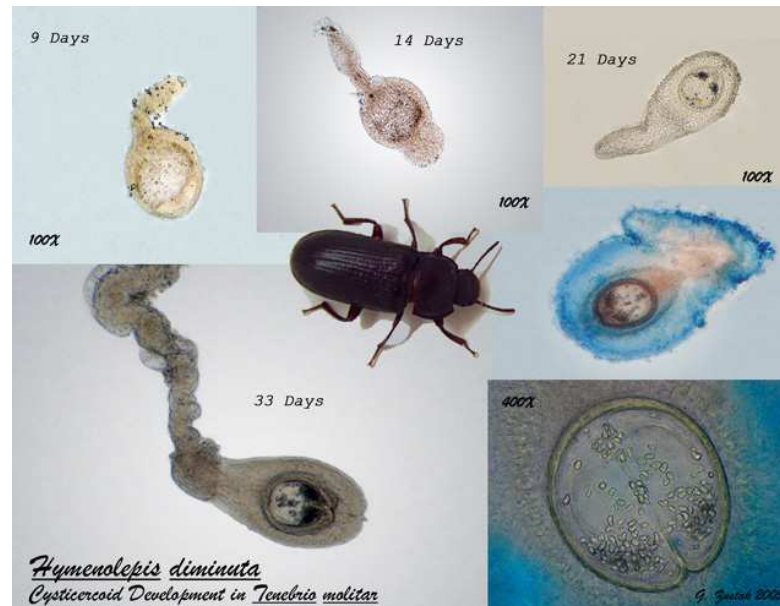 9 Days
14 Days
21 Days
100X
100X
100X
33 Days
400X
Hymenolepis diminuta
Cysticercoid Development in Tenebrio molitar